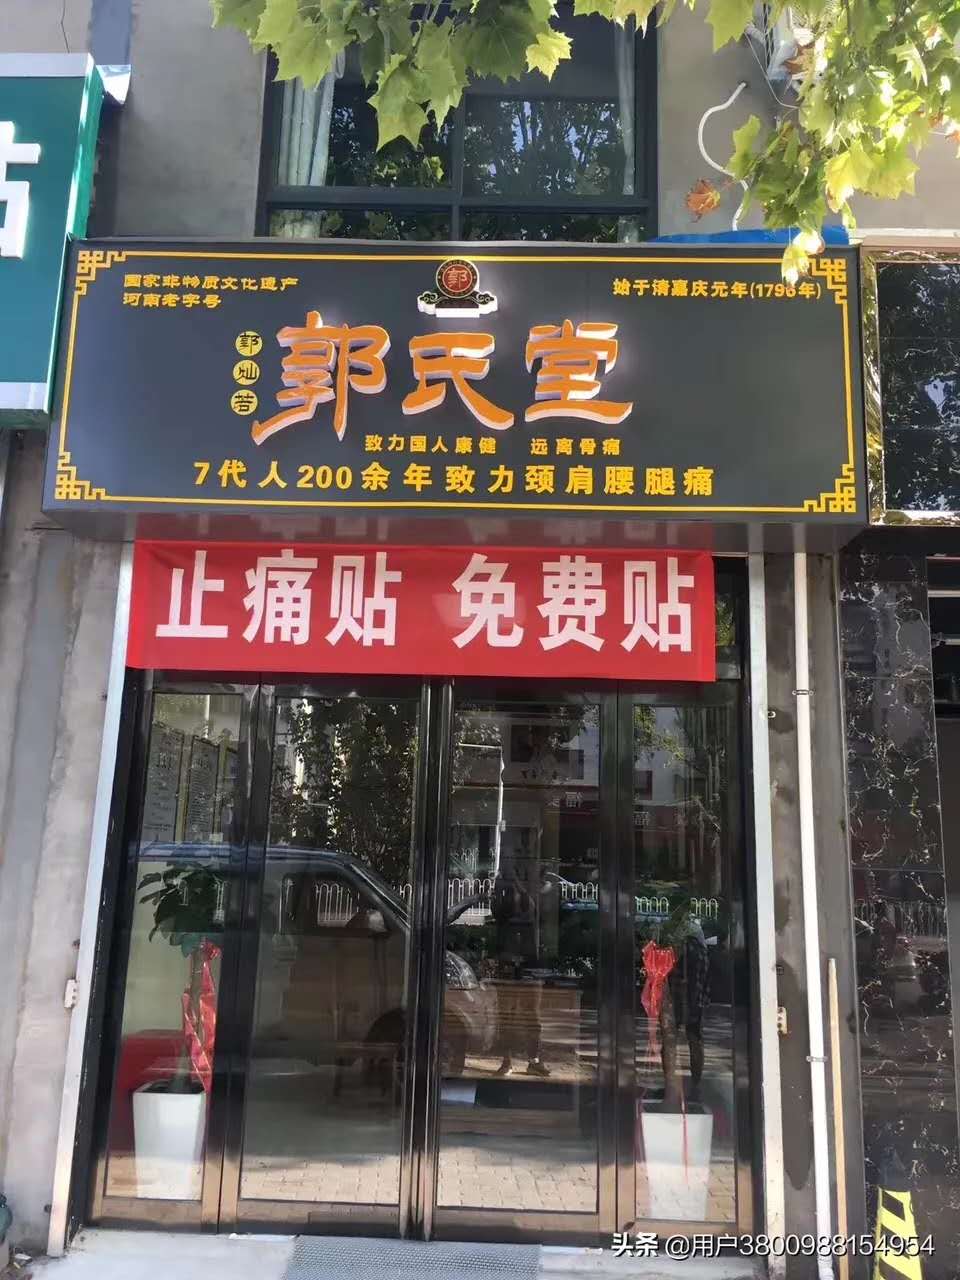 国家非物质文化遗产
河南老字号
始于清嘉庆元年(1796年)
郭
郭灿若
郭氏堂
致力国人康健 远离骨痛
7代人200余年致力颈肩腰腿痛
止痛贴 免费贴
头条 @用户3800988154954